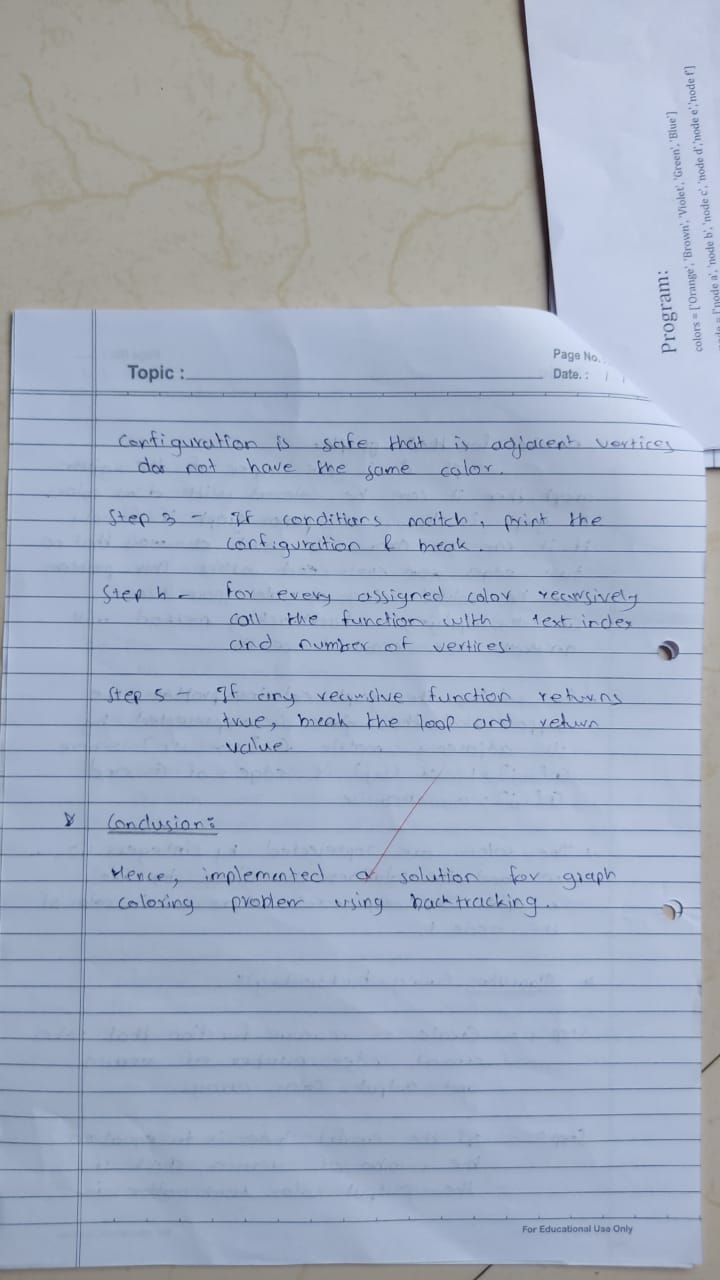 Topic :
Page No.
Date. : / /
Configuration is safe that is adjacent vertices
do not have the same color.
Step 3 - If conditions match, print the
configuration & break.
Step 4 - For every assigned color recursively
call the function with next index
and number of vertices.
Step 5 - If any recursive function returns
true, break the loop and return
value.
Conclusion:
Hence, implemented a solution for graph
coloring problem using backtracking.
For Educational Use Only
Program:
colors = ['Orange', 'Brown', 'Violet', 'Green', 'Blue']
'node a', 'node b', 'node c', 'node d', 'node e', 'node f']